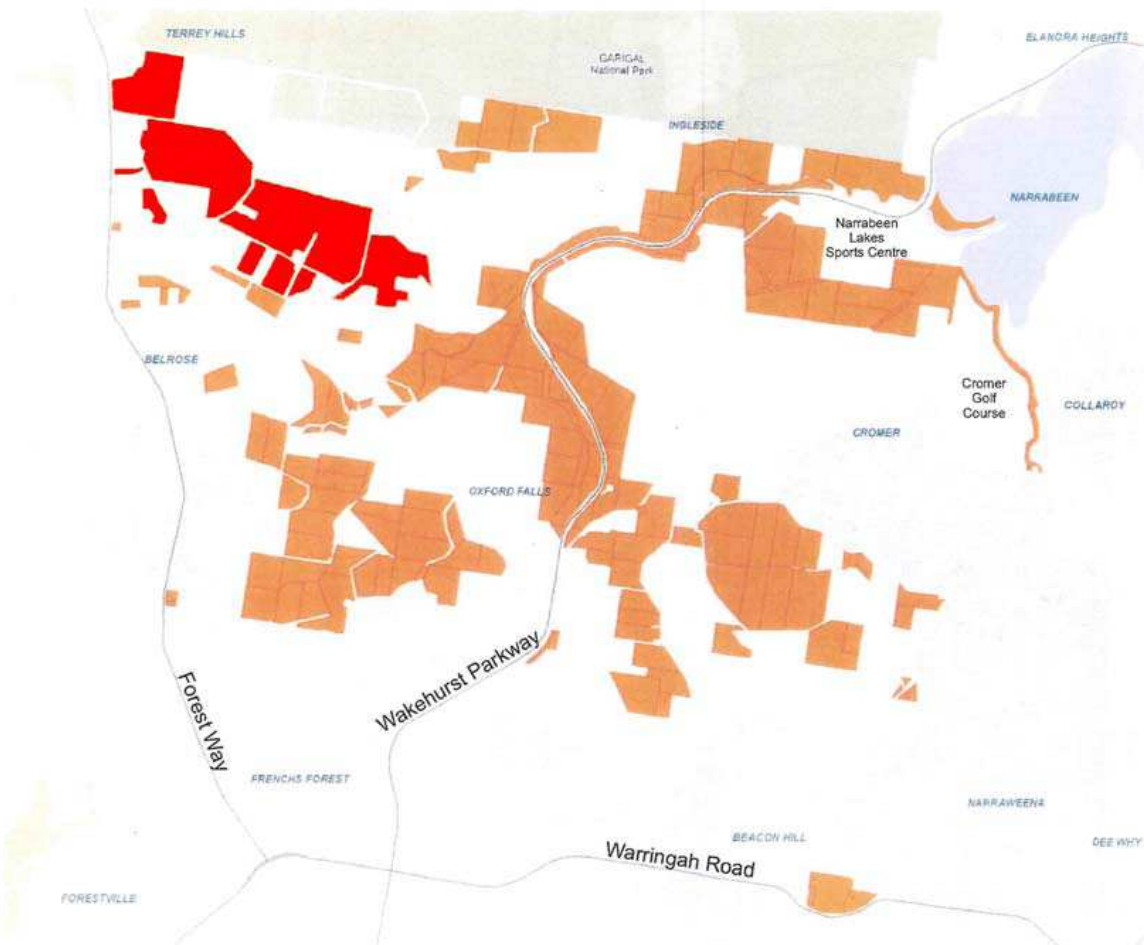 TERREY HILLS
ELANORA HEIGHTS
GARIGAL
National Park
INGLESIDE
NARRABEEN
Narrabeen
Lakes
Sports Centre
BELROSE
Cromer
Golf
Course
COLLAROY
CROMER
OXFORD FALLS
Wakehurst Parkway
Forest Way
FRENCHS FOREST
NARRAWEENA
BEACON HILL
DEE WHY
Warringah Road
FORESTVILLE